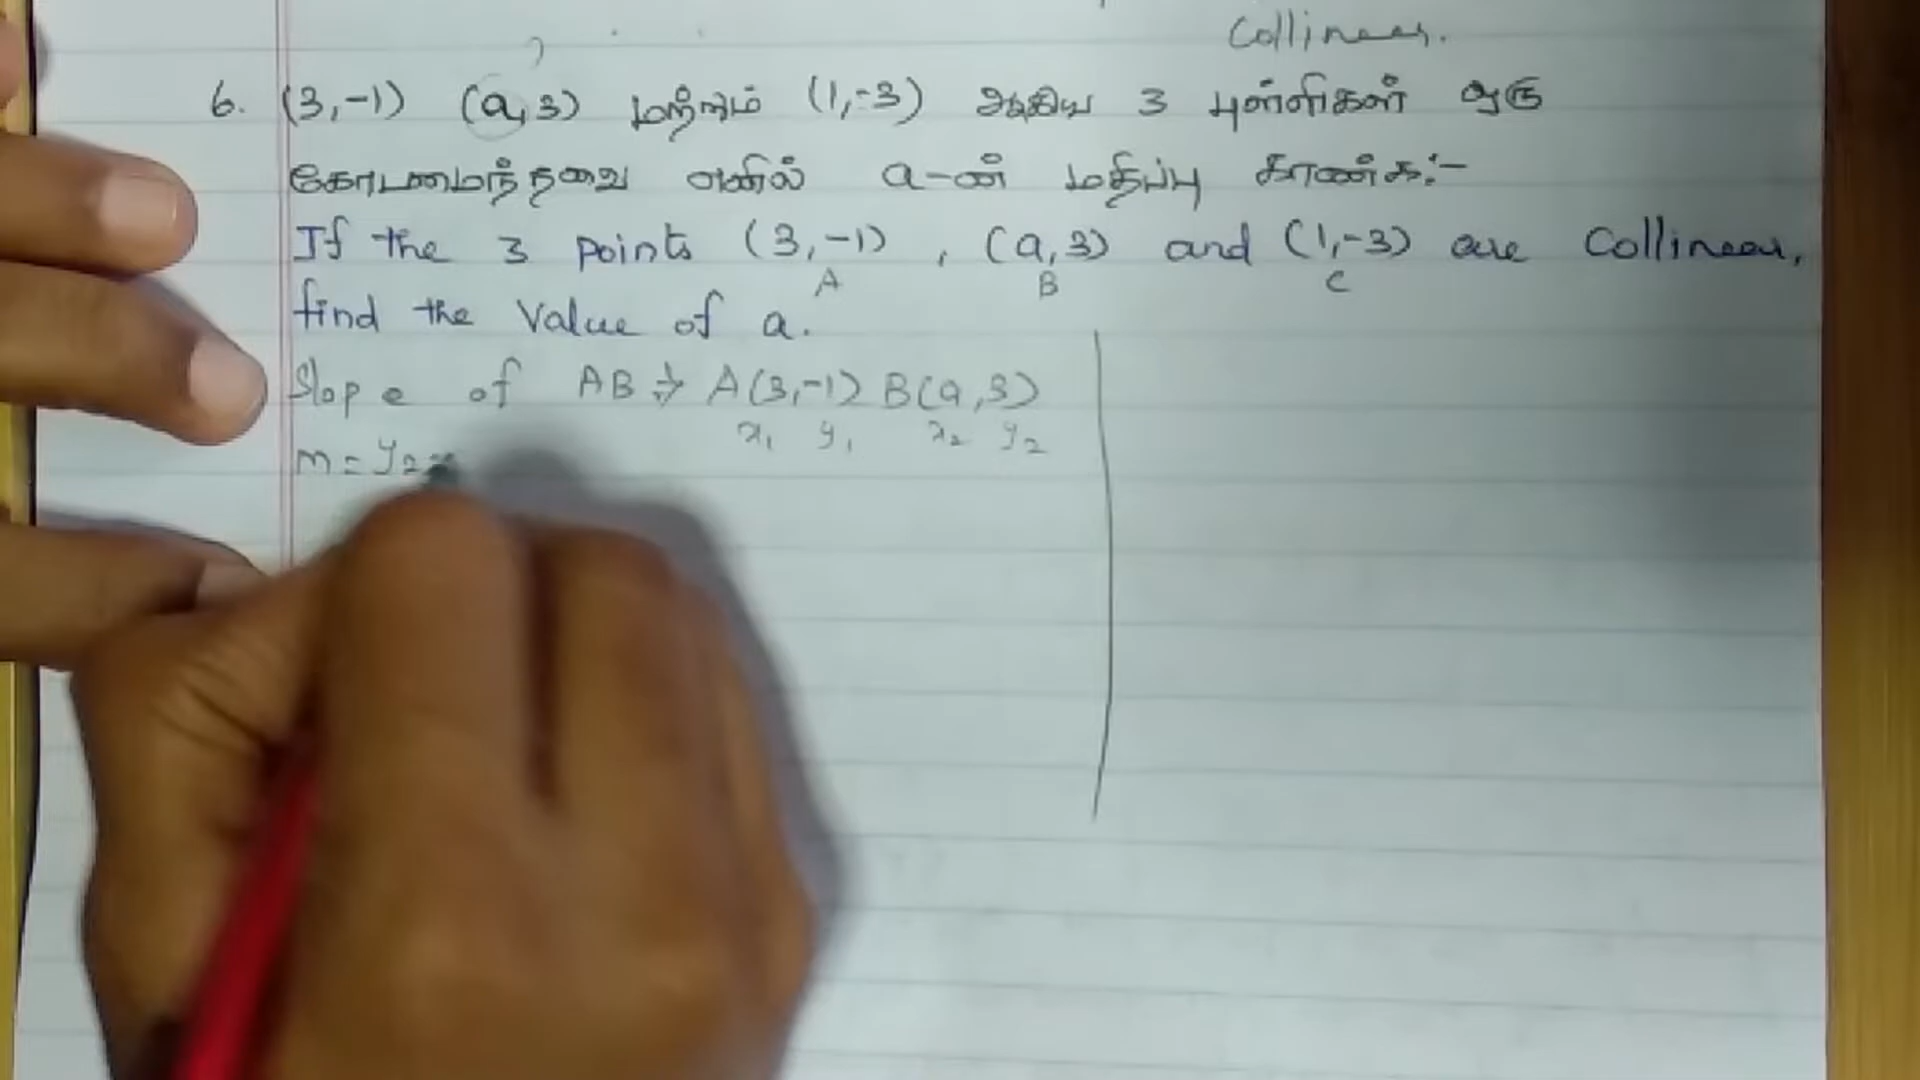 Collinear.
6. (3,-1) (a,3) மற்றும் (1,-3) ஆகிய 3 புள்ளிகள் ஒரு
கோடமைந்தவை எனில் a-ன் மதிப்பு காண்க:-
If the 3 points (3,-1), (a,3) and (1,-3) are Collinear,
A B C
find the Value of a.
Slope of AB ⇒ A(3,-1) B(a,3)
x₁ y₁ x₂ y₂
m = y₂